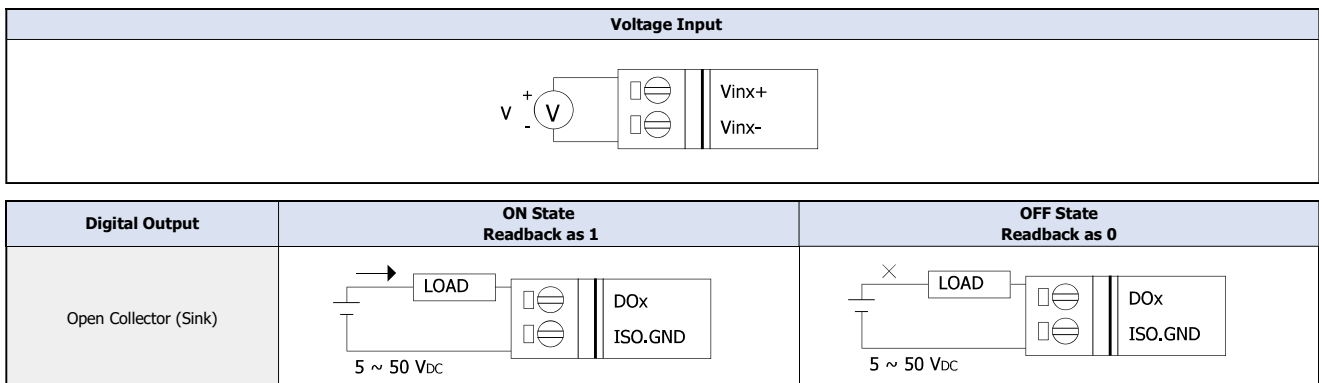 Voltage Input
+
V
-
V
Vinx+
Vinx-
Digital Output
ON State
Readback as 1
OFF State
Readback as 0
Open Collector (Sink)
LOAD
DOx
ISO.GND
5 ~ 50 VDC
LOAD
DOx
ISO.GND
5 ~ 50 VDC